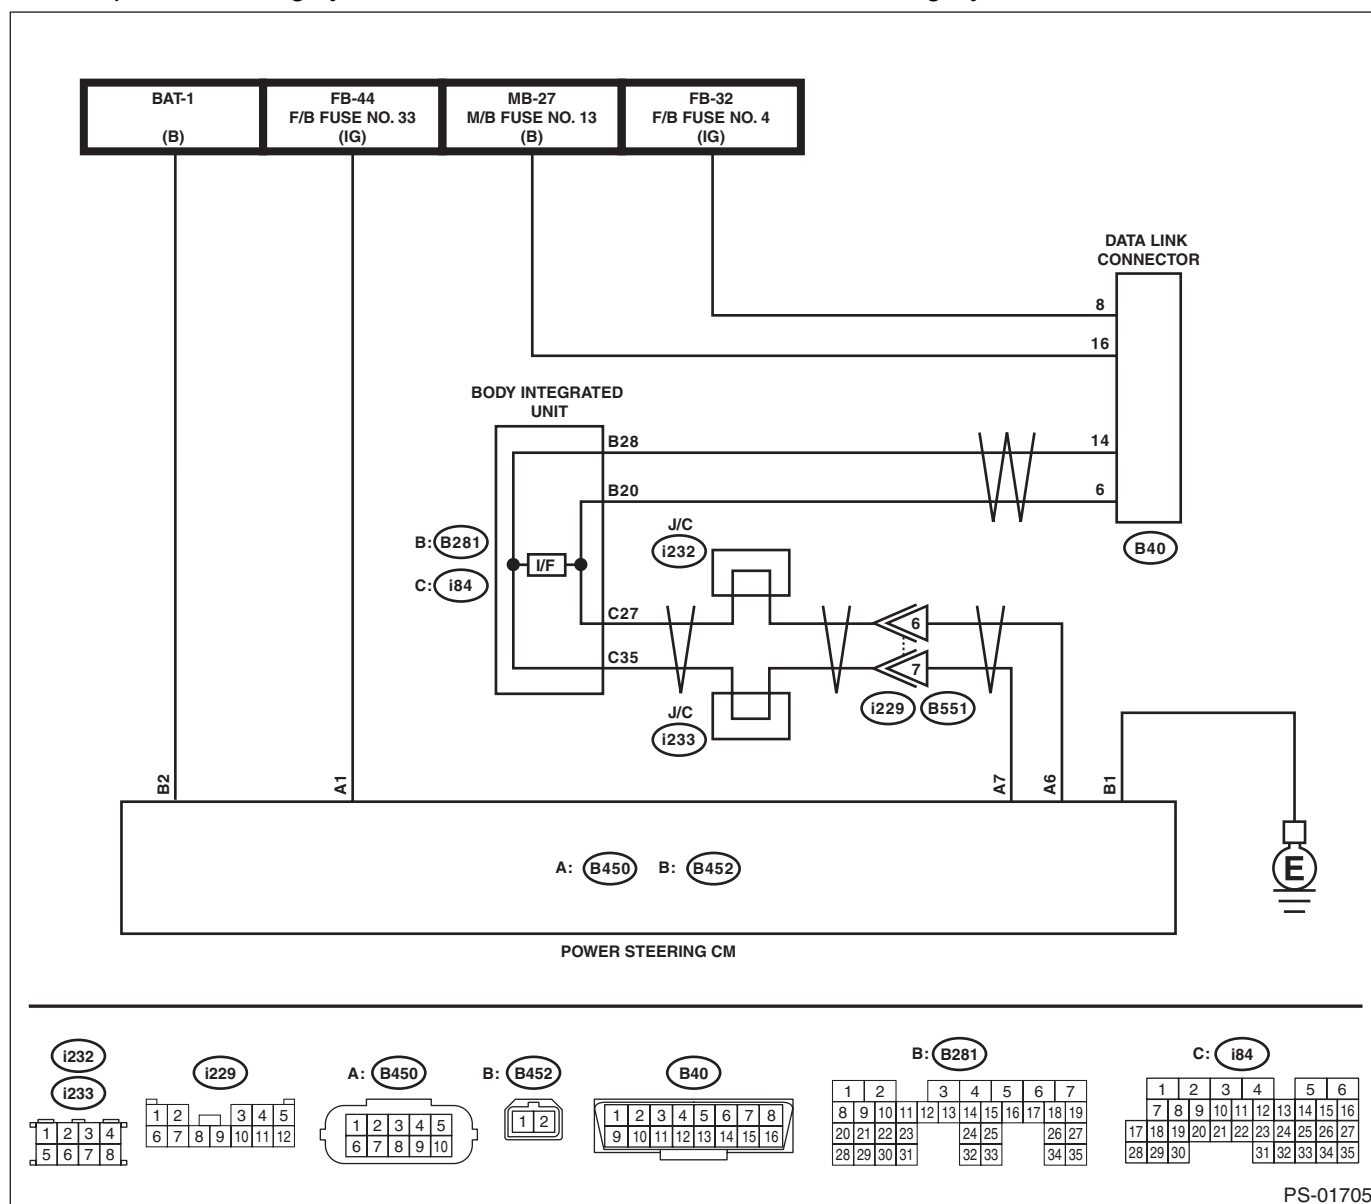 BAT-1
(B)
FB-44
F/B FUSE NO. 33
(IG)
MB-27
M/B FUSE NO. 13
(B)
FB-32
F/B FUSE NO. 4
(IG)
DATA LINK
CONNECTOR
8
16
BODY INTEGRATED
UNIT
B28
14
B20
6
J/C
B: B281
i232
B40
I/F
C: i84
C27
6
C35
7
J/C
i229 B551
i233
B2
A1
A7
A6
B1
A: B450 B: B452
E
POWER STEERING CM
i232
i233
1 2 3 4
5 6 7 8
i229
1 2 3 4 5
6 7 8 9 10 11 12
A: B450
1 2 3 4 5
6 7 8 9 10
B: B452
1 2
B40
1 2 3 4 5 6 7 8
9 10 11 12 13 14 15 16
B: B281
1 2 3 4 5 6 7
8 9 10 11 12 13 14 15 16 17 18 19
20 21 22 23 24 25 26 27
28 29 30 31 32 33 34 35
C: i84
1 2 3 4 5 6
7 8 9 10 11 12 13 14 15 16
17 18 19 20 21 22 23 24 25 26 27
28 29 30 31 32 33 34 35
PS-01705